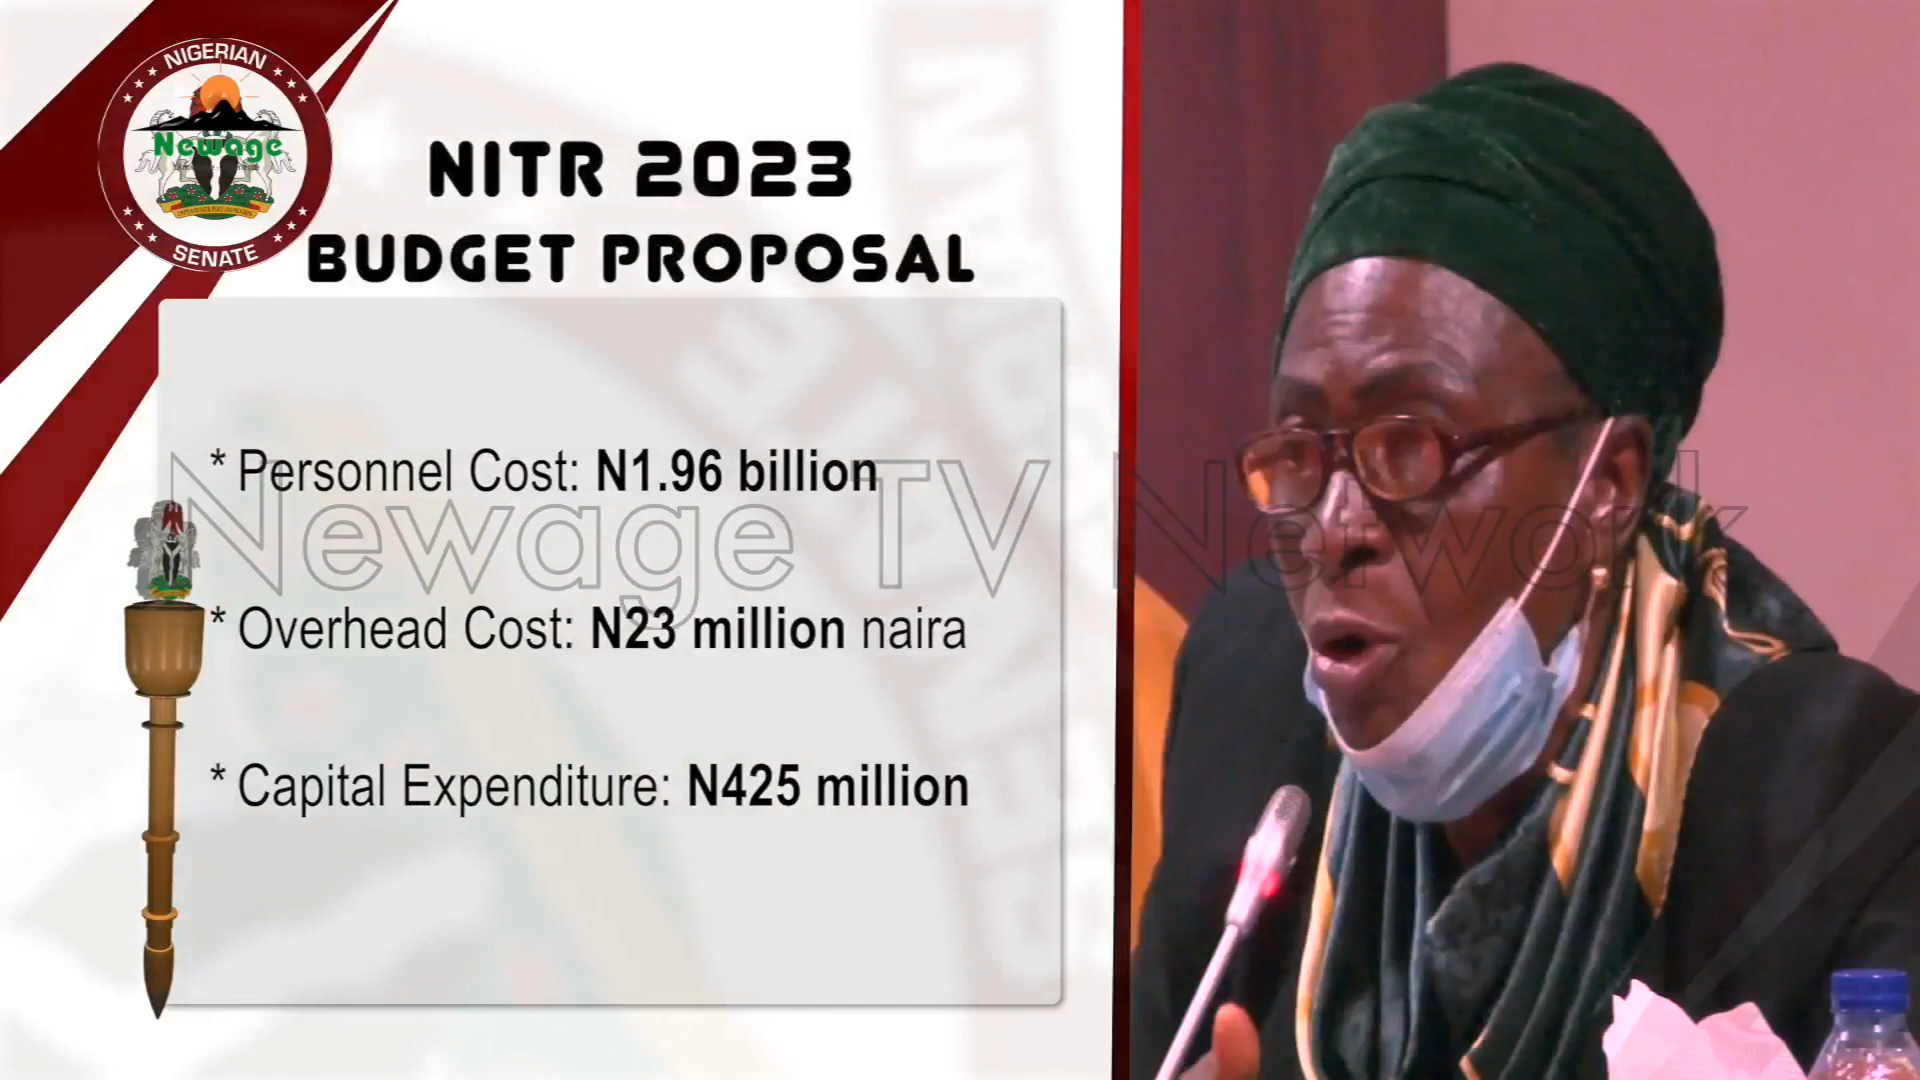 NIGERIAN
Newage
SENATE
NITR 2023
BUDGET PROPOSAL
* Personnel Cost: N1.96 billion
Newage TV Network
* Overhead Cost: N23 million naira
* Capital Expenditure: N425 million